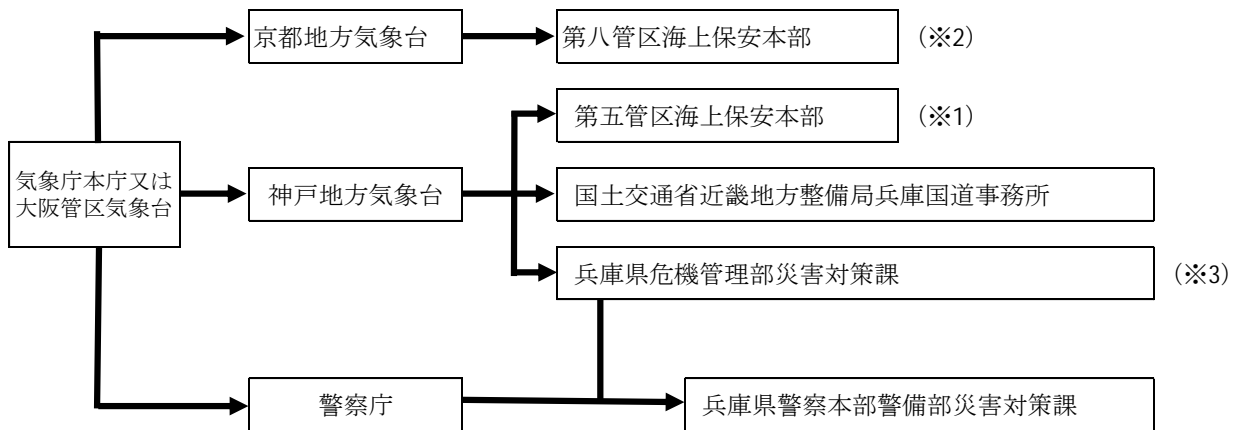 京都地方気象台
第八管区海上保安本部
（※2）
第五管区海上保安本部
（※1）
気象庁本庁又は
大阪管区気象台
神戸地方気象台
国土交通省近畿地方整備局兵庫国道事務所
兵庫県危機管理部災害対策課
（※3）
警察庁
兵庫県警察本部警備部災害対策課